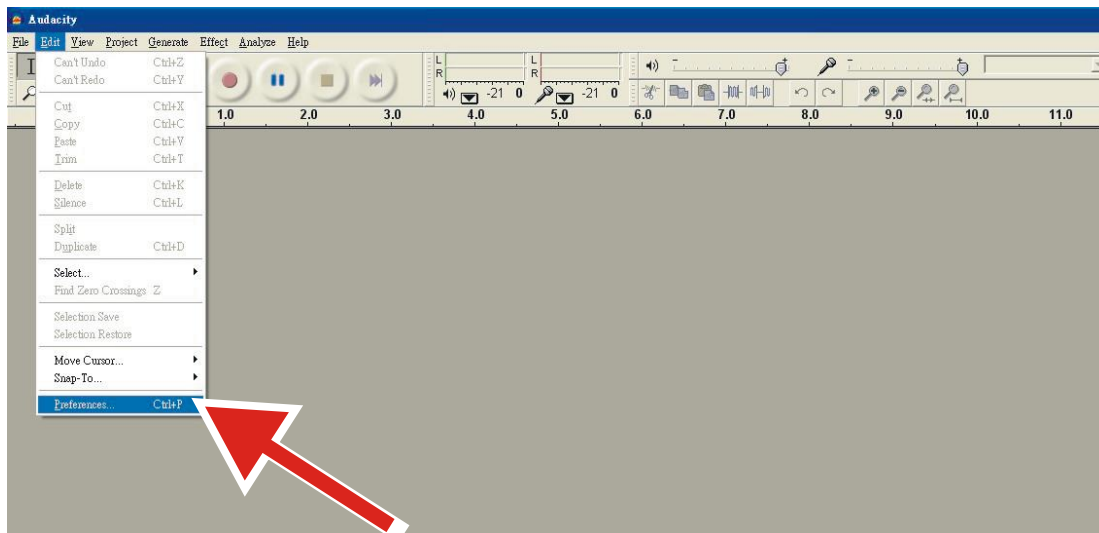 Audacity
File Edit View Project Generate Effect Analyze Help
Can't Undo Ctrl+Z
Can't Redo Ctrl+Y
Cut Ctrl+X
Copy Ctrl+C
Paste Ctrl+V
Trim Ctrl+T
Delete Ctrl+K
Silence Ctrl+L
Split
Duplicate Ctrl+D
Select...
Find Zero Crossings Z
Selection Save
Selection Restore
Move Cursor...
Snap-To...
Preferences... Ctrl+P
L L
R R
-21 0 -21 0
1.0 2.0 3.0 4.0 5.0 6.0 7.0 8.0 9.0 10.0 11.0